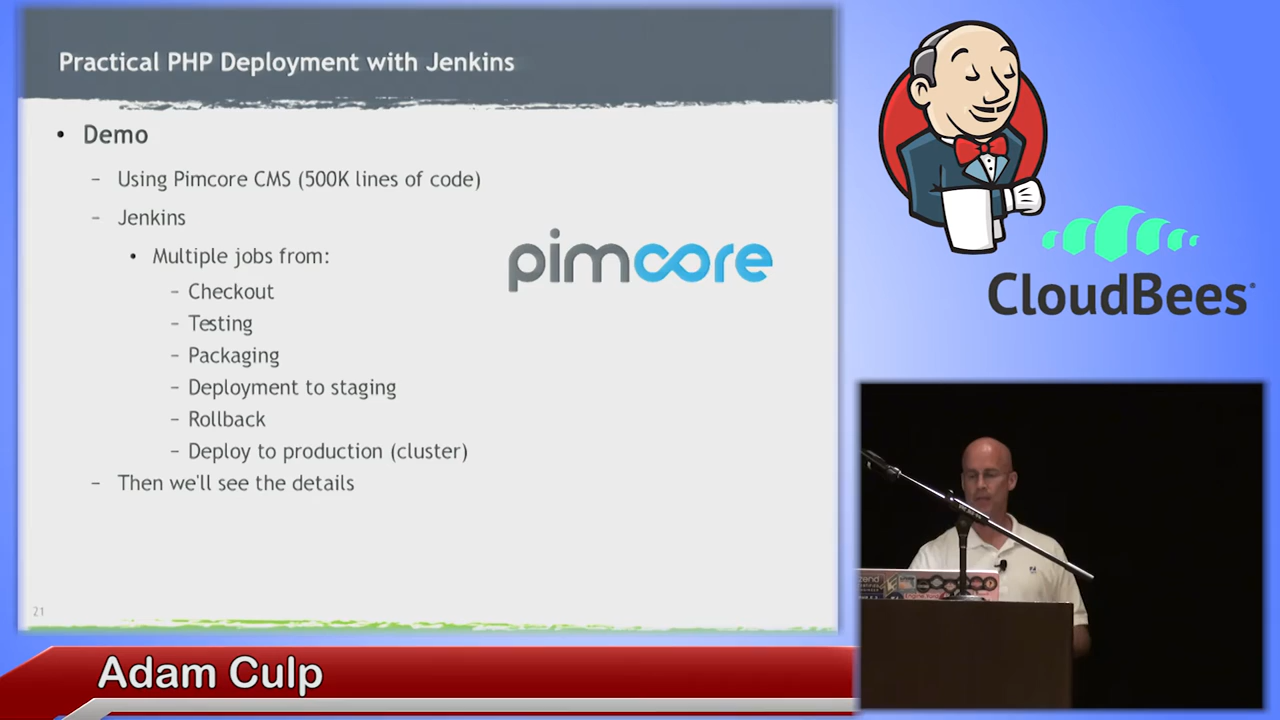 Practical PHP Deployment with Jenkins
• Demo
– Using Pimcore CMS (500K lines of code)
– Jenkins
• Multiple jobs from:
– Checkout
– Testing
– Packaging
– Deployment to staging
– Rollback
– Deploy to production (cluster)
– Then we'll see the details
pimcore
21
CloudBees
zend
Adam Culp